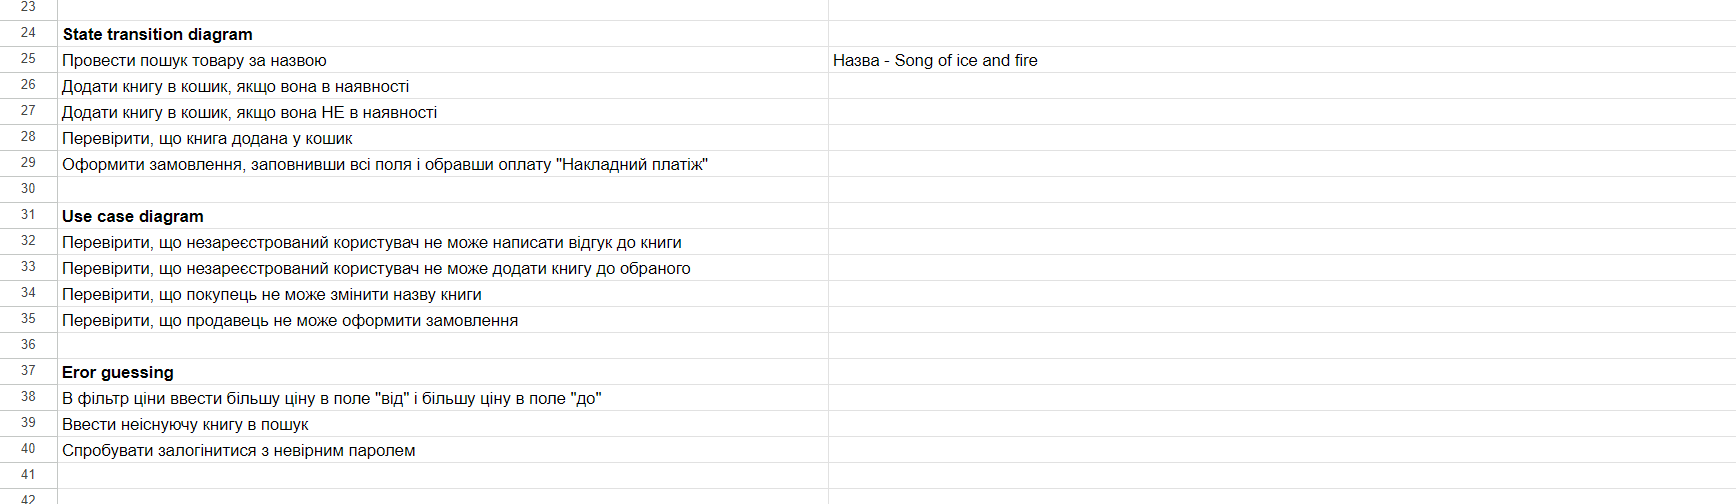 23
24 State transition diagram
25 Провести пошук товару за назвою Назва - Song of ice and fire
26 Додати книгу в кошик, якщо вона в наявності
27 Додати книгу в кошик, якщо вона НЕ в наявності
28 Перевірити, що книга додана у кошик
29 Оформити замовлення, заповнивши всі поля і обравши оплату "Накладний платіж"
30
31 Use case diagram
32 Перевірити, що незареєстрований користувач не може написати відгук до книги
33 Перевірити, що незареєстрований користувач не може додати книгу до обраного
34 Перевірити, що покупець не може змінити назву книги
35 Перевірити, що продавець не може оформити замовлення
36
37 Eror guessing
38 В фільтр ціни ввести більшу ціну в поле "від" і більшу ціну в поле "до"
39 Ввести неіснуючу книгу в пошук
40 Спробувати залогінитися з невірним паролем
41
42